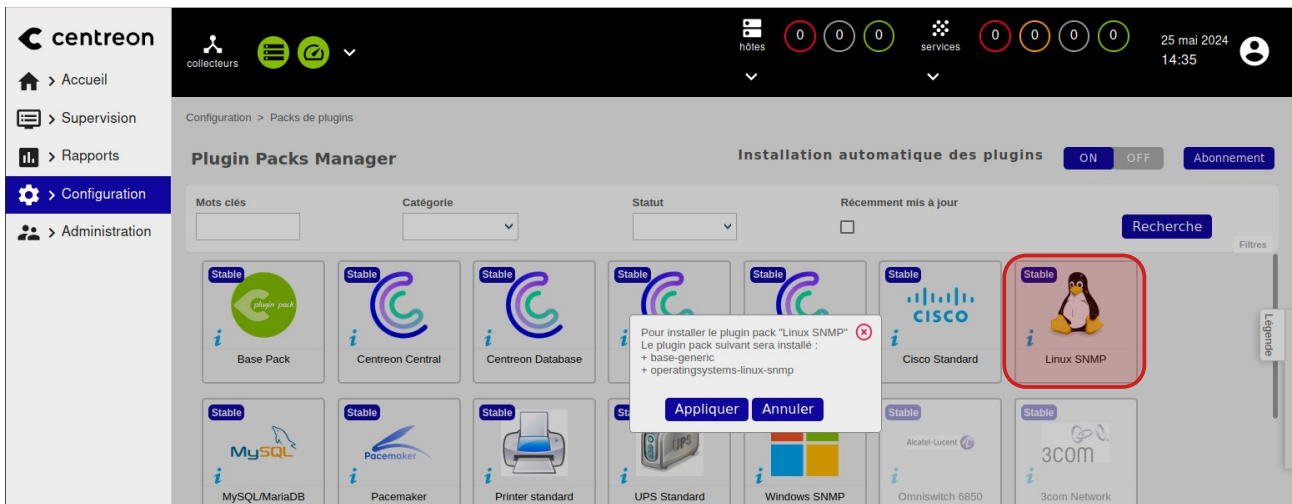 centreon
collecteurs
hôtes
0
0
0
services
0
0
0
0
25 mai 2024
14:35
> Accueil
> Supervision
> Rapports
> Configuration
> Administration
Configuration > Packs de plugins
Plugin Packs Manager
Installation automatique des plugins
ON OFF
Abonnement
Mots clés
Catégorie
Statut
Récemment mis à jour
Recherche
Filtres
Légende
Stable
plugin pack
i
Base Pack
Stable
i
Centreon Central
Stable
i
Centreon Database
Stable
Stable
Stable
CISCO
i
Cisco Standard
Stable
i
Linux SNMP
Pour installer le plugin pack "Linux SNMP"
Le plugin pack suivant sera installé :
+ base-generic
+ operatingsystems-linux-snmp
Appliquer Annuler
Stable
MySQL
i
MySQL/MariaDB
Stable
Pacemaker
i
Pacemaker
Stable
i
Printer standard
UPS
i
UPS Standard
i
Windows SNMP
Stable
Alcatel-Lucent
i
Omniswitch 6850
Stable
3COM
i
3com Network